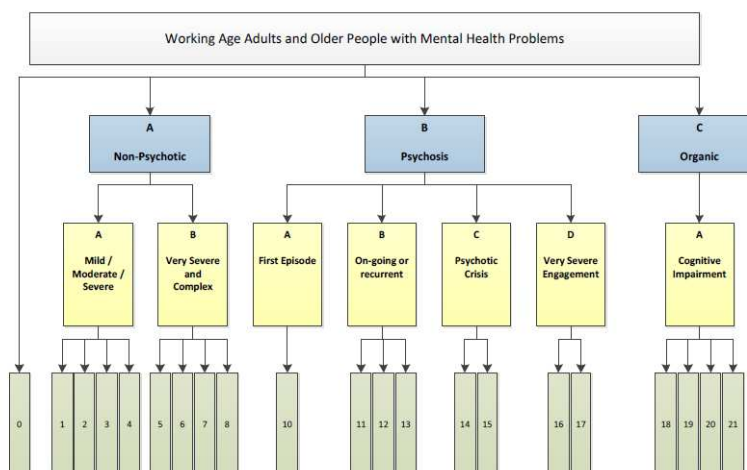 Working Age Adults and Older People with Mental Health Problems
A
Non-Psychotic
B
Psychosis
C
Organic
A
Mild /
Moderate /
Severe
B
Very Severe
and
Complex
A
First Episode
B
On-going or
recurrent
C
Psychotic
Crisis
D
Very Severe
Engagement
A
Cognitive
Impairment
0
1
2
3
4
5
6
7
8
10
11
12
13
14
15
16
17
18
19
20
21